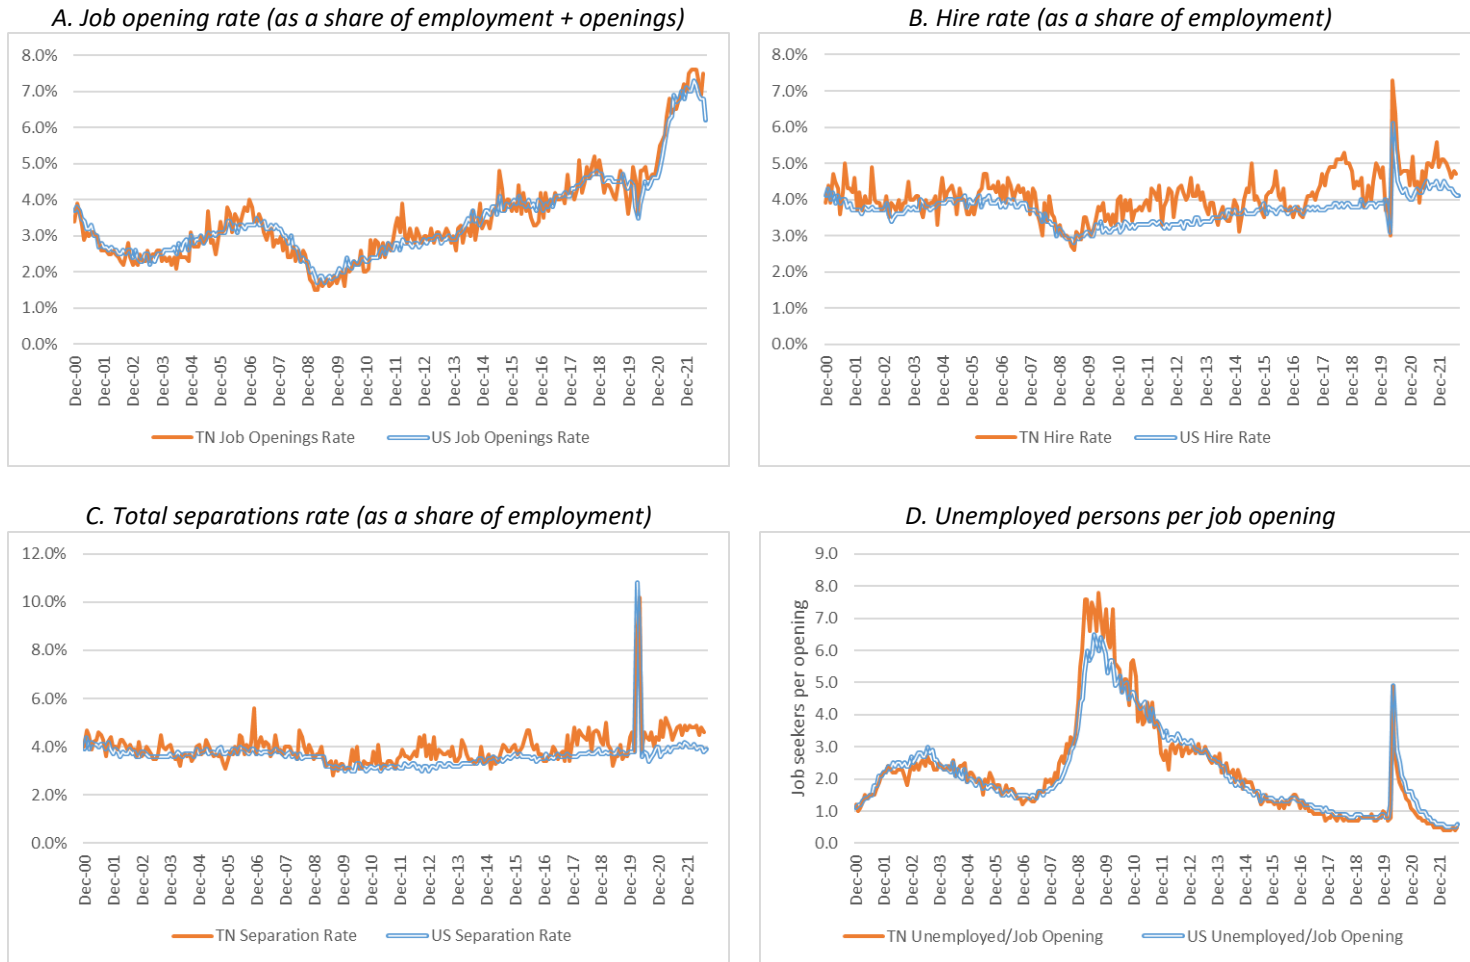 A. Job opening rate (as a share of employment + openings)
8.0%
7.0%
6.0%
5.0%
4.0%
3.0%
2.0%
1.0%
0.0%
Dec-00
Dec-01
Dec-02
Dec-03
Dec-04
Dec-05
Dec-06
Dec-07
Dec-08
Dec-09
Dec-10
Dec-11
Dec-12
Dec-13
Dec-14
Dec-15
Dec-16
Dec-17
Dec-18
Dec-19
Dec-20
Dec-21
TN Job Openings Rate
US Job Openings Rate
B. Hire rate (as a share of employment)
8.0%
7.0%
6.0%
5.0%
4.0%
3.0%
2.0%
1.0%
0.0%
Dec-00
Dec-01
Dec-02
Dec-03
Dec-04
Dec-05
Dec-06
Dec-07
Dec-08
Dec-09
Dec-10
Dec-11
Dec-12
Dec-13
Dec-14
Dec-15
Dec-16
Dec-17
Dec-18
Dec-19
Dec-20
Dec-21
TN Hire Rate
US Hire Rate
C. Total separations rate (as a share of employment)
12.0%
10.0%
8.0%
6.0%
4.0%
2.0%
0.0%
Dec-00
Dec-01
Dec-02
Dec-03
Dec-04
Dec-05
Dec-06
Dec-07
Dec-08
Dec-09
Dec-10
Dec-11
Dec-12
Dec-13
Dec-14
Dec-15
Dec-16
Dec-17
Dec-18
Dec-19
Dec-20
Dec-21
TN Separation Rate
US Separation Rate
D. Unemployed persons per job opening
Job seekers per opening
9.0
8.0
7.0
6.0
5.0
4.0
3.0
2.0
1.0
0.0
Dec-00
Dec-01
Dec-02
Dec-03
Dec-04
Dec-05
Dec-06
Dec-07
Dec-08
Dec-09
Dec-10
Dec-11
Dec-12
Dec-13
Dec-14
Dec-15
Dec-16
Dec-17
Dec-18
Dec-19
Dec-20
Dec-21
TN Unemployed/Job Opening
US Unemployed/Job Opening